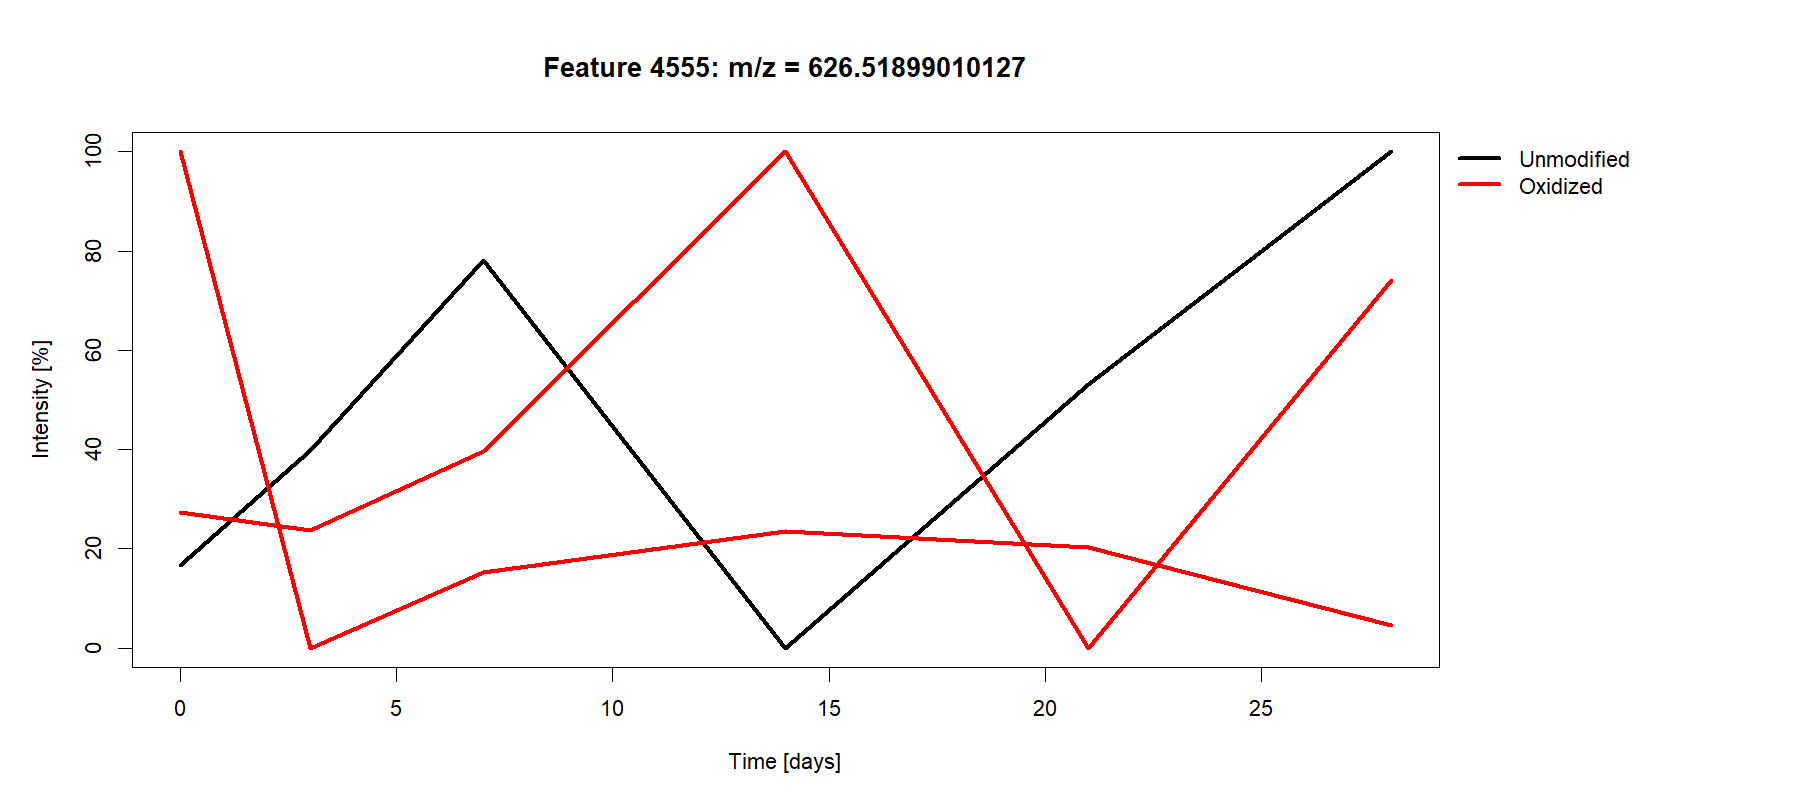 Feature 4555: m/z = 626.51899010127
Unmodified
Oxidized
Intensity [%]
100
80
60
40
20
0
0 5 10 15 20 25
Time [days]